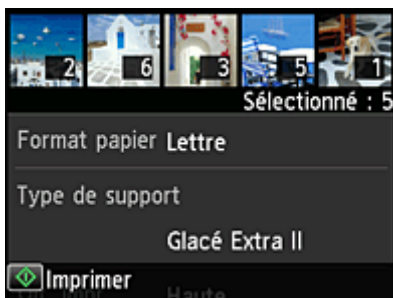 2 6 3 5 1
Sélectionné : 5
Format papier Lettre
Type de support
Glacé Extra II
Imprimer
Haute